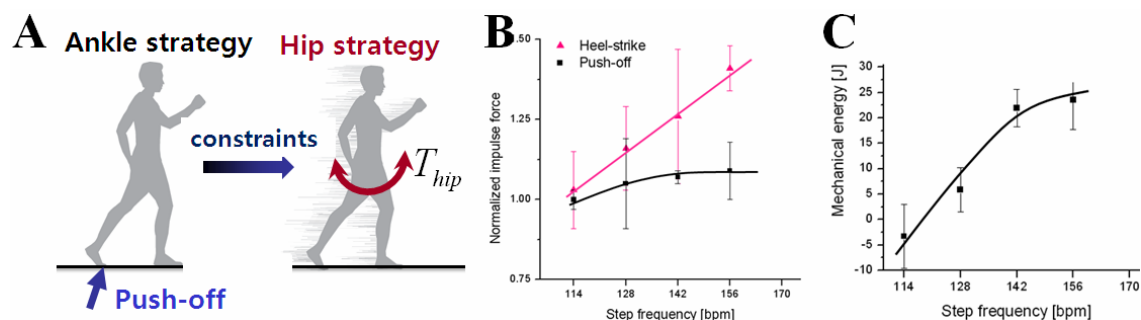 A
Ankle strategy
Hip strategy
constraints
T_hip
Push-off
B
Normalized impulse force
1.50
1.25
1.00
0.75
Heel-strike
Push-off
114 128 142 156 170
Step frequency [bpm]
C
Mechanical energy [J]
30
25
20
15
10
5
0
-5
-10
114 128 142 156 170
Step frequency [bpm]